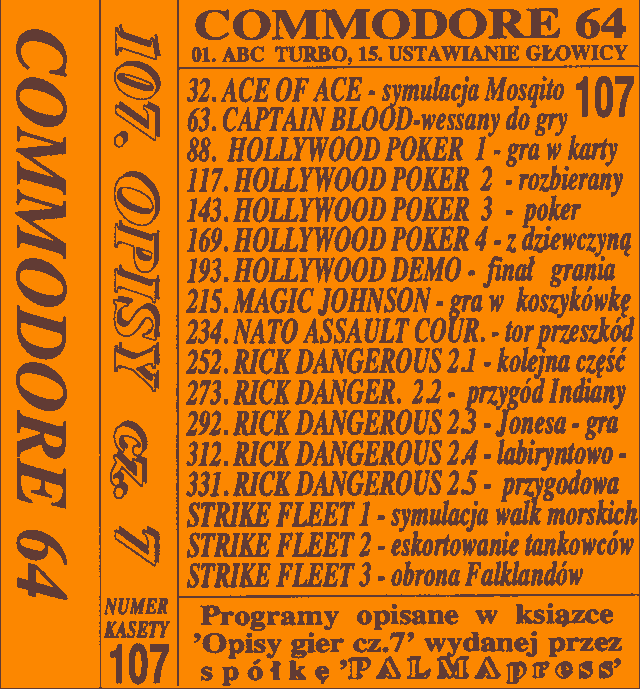 COMMODORE 64
107. OPISY cz. 7
NUMER
KASETY
107
COMMODORE 64
01. ABC TURBO, 15. USTAWIANIE GŁOWICY
107
32. ACE OF ACE - symulacja Mosqito
63. CAPTAIN BLOOD-wessany do gry
88. HOLLYWOOD POKER 1 - gra w karty
117. HOLLYWOOD POKER 2 - rozbierany
143. HOLLYWOOD POKER 3 - poker
169. HOLLYWOOD POKER 4 - z dziewczyną
193. HOLLYWOOD DEMO - finał grania
215. MAGIC JOHNSON - gra w koszykówkę
234. NATO ASSAULT COUR. - tor przeszkód
252. RICK DANGEROUS 2.1 - kolejna część
273. RICK DANGER. 2.2 - przygód Indiany
292. RICK DANGEROUS 2.3 - Jonesa - gra
312. RICK DANGEROUS 2.4 - labiryntowo -
331. RICK DANGEROUS 2.5 - przygodowa
STRIKE FLEET 1 - symulacja walk morskich
STRIKE FLEET 2 - eskortowanie tankowców
STRIKE FLEET 3 - obrona Falklandów
Programy opisane w książce
'Opisy gier cz.7' wydanej przez
spółkę 'PALMApress'